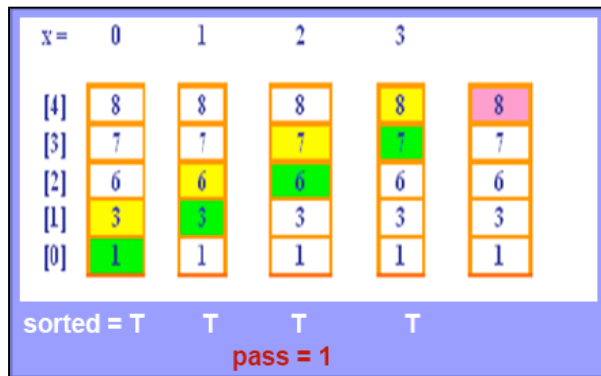 x = 0 1 2 3
[4] 8 8 8 8 8
[3] 7 7 7 7 7
[2] 6 6 6 6 6
[1] 3 3 3 3 3
[0] 1 1 1 1 1
sorted = T T T T
pass = 1